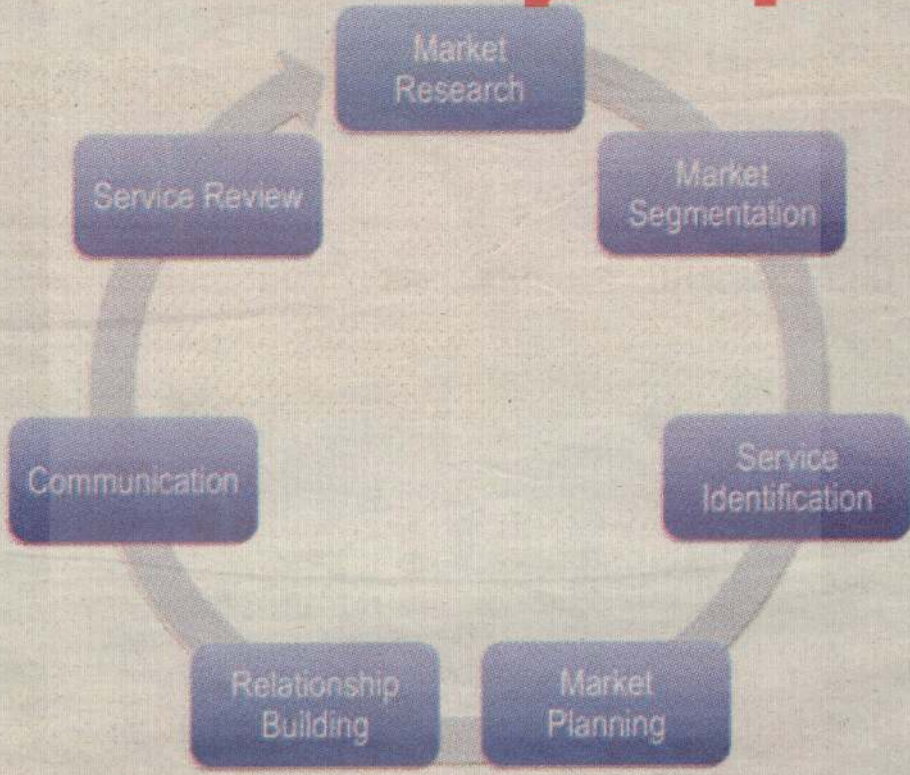 Market
Research
Market
Segmentation
Service
Identification
Market
Planning
Relationship
Building
Communication
Service Review